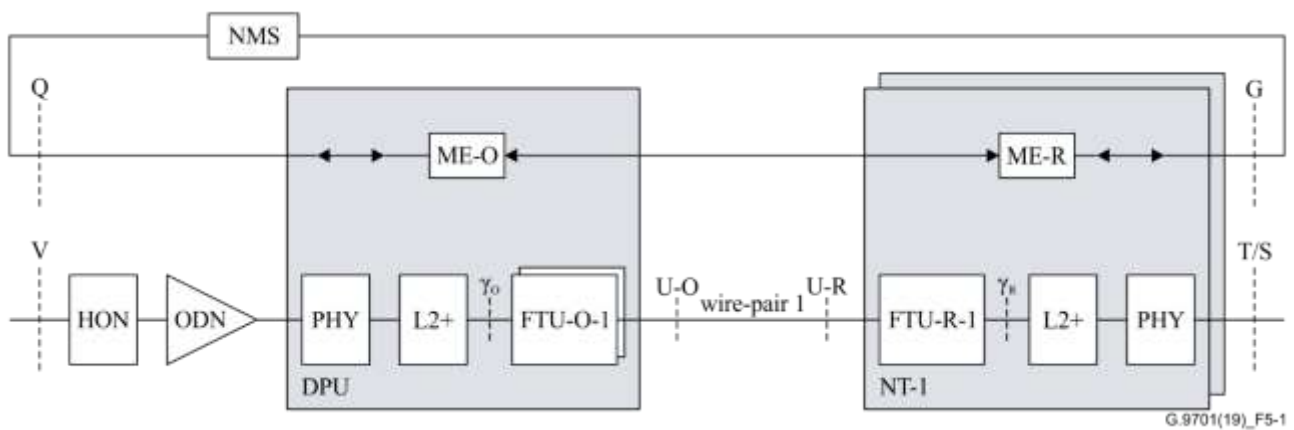 NMS
Q
G
ME-O
ME-R
V
T/S
γO
U-O
U-R
γR
wire-pair 1
HON
ODN
PHY
L2+
FTU-O-1
FTU-R-1
L2+
PHY
DPU
NT-1
G.9701(19)_F5-1